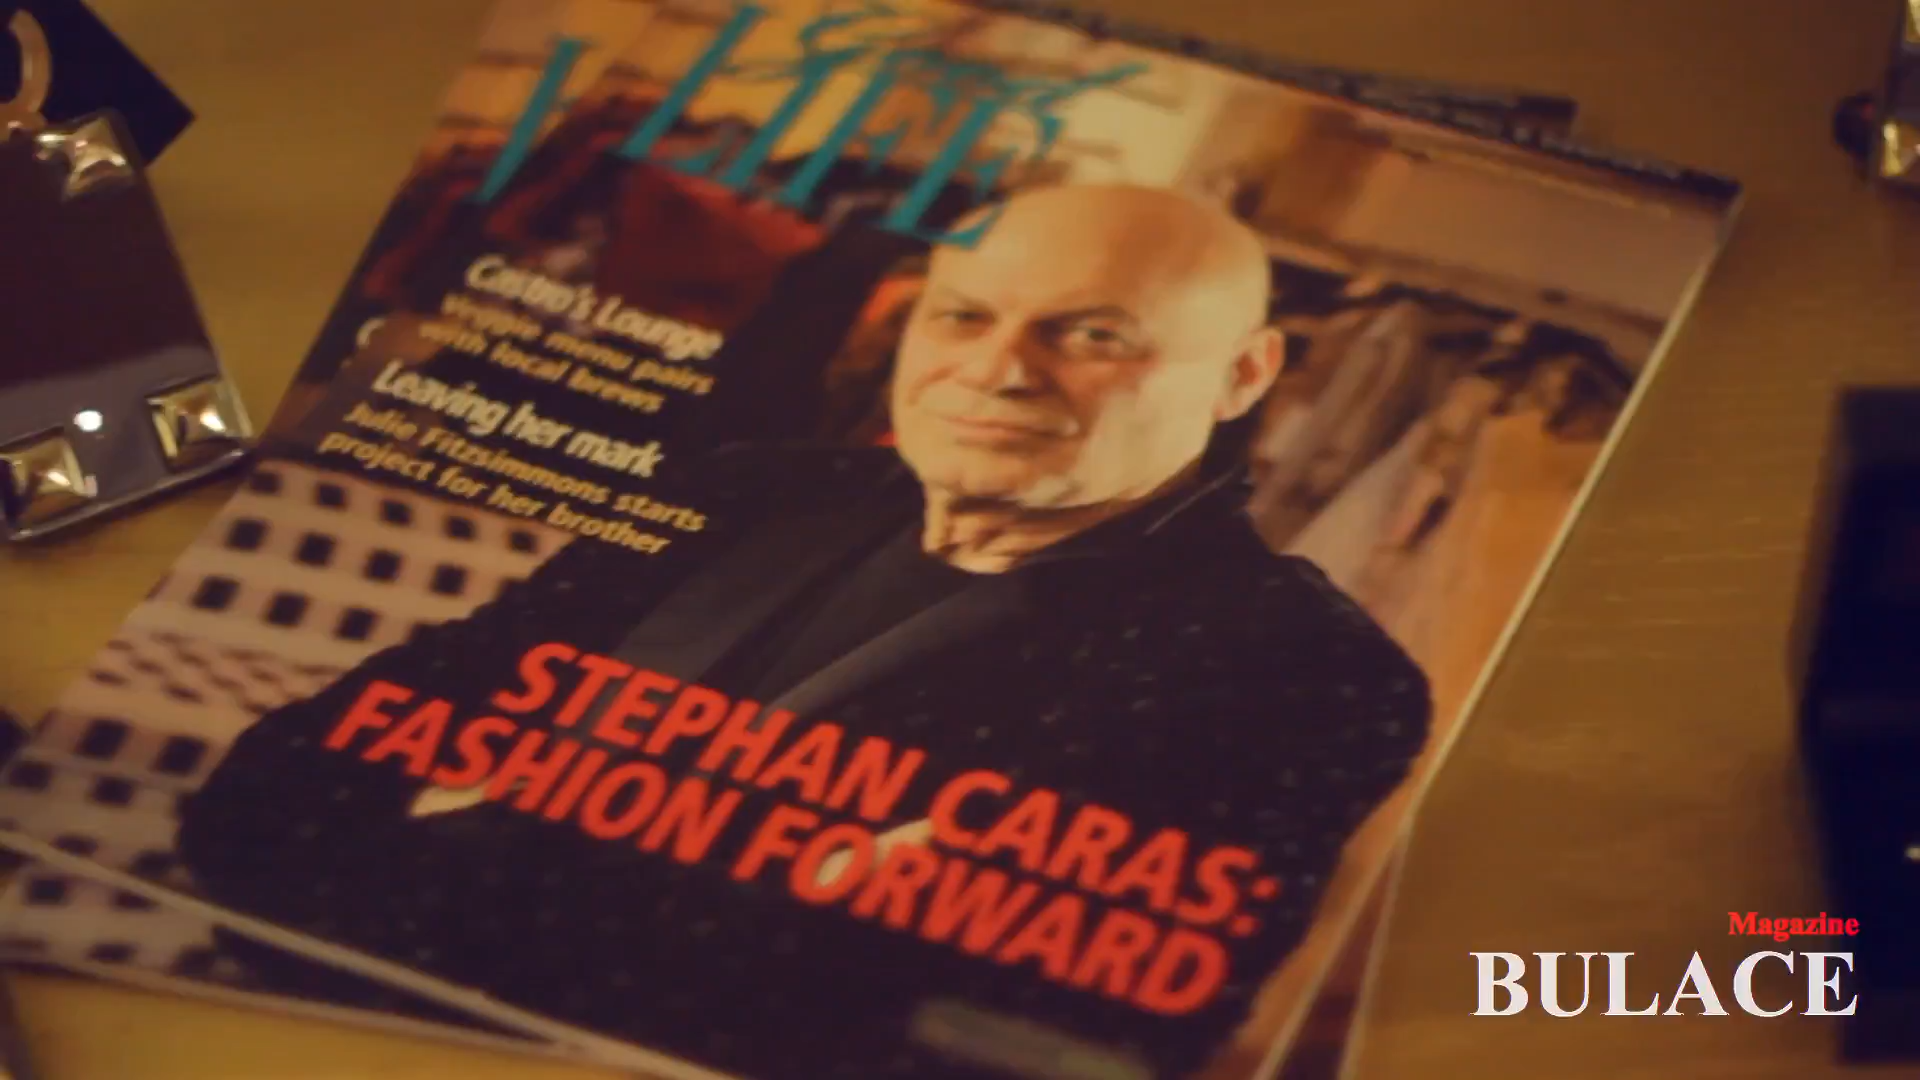 LIFE
Castro's Lounge
veggie menu pairs
with local brews
Leaving her mark
Julie Fitzsimmons starts
project for her brother
STEPHAN CARAS:
FASHION FORWARD
Magazine
BULACE